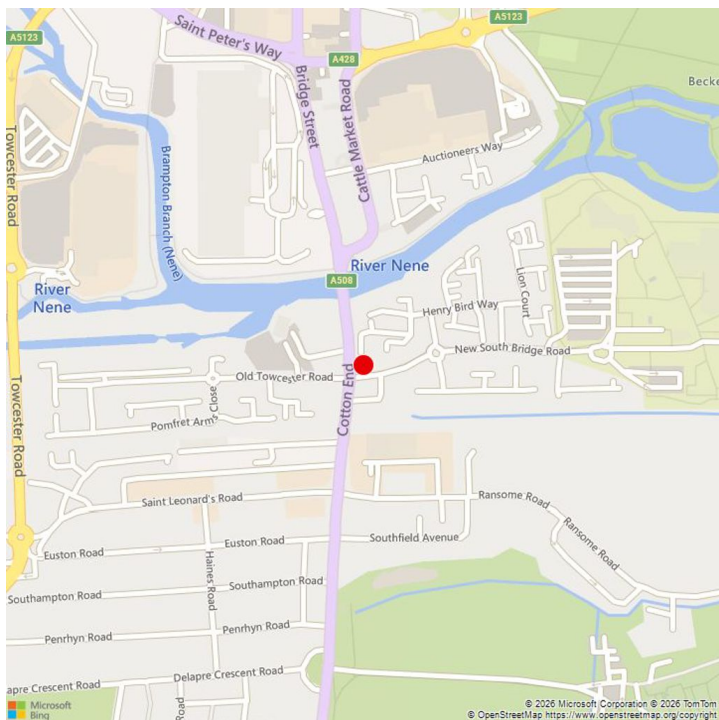 A5123
Saint Peter's Way
A5123
A428
Bridge Street
Cattle Market Road
Becke
Towcester Road
Brampton Branch (Nene)
Auctioneers Way
River Nene
River
Nene
A508
Lion Court
Henry Bird Way
New South Bridge Road
Old Towcester Road
Cotton End
Towcester Road
Pomfret Arms Close
Saint Leonard's Road
Ransome Road
Ransome Road
Southfield Avenue
Euston Road
Euston Road
Haines Road
Southampton Road
Southampton Road
Penrhyn Road
Penrhyn Road
Delapre Crescent Road
apre Crescent Road
Road
Microsoft
Bing
© 2026 Microsoft Corporation © 2026 TomTom
© OpenStreetMap https://www.openstreetmap.org/copyright